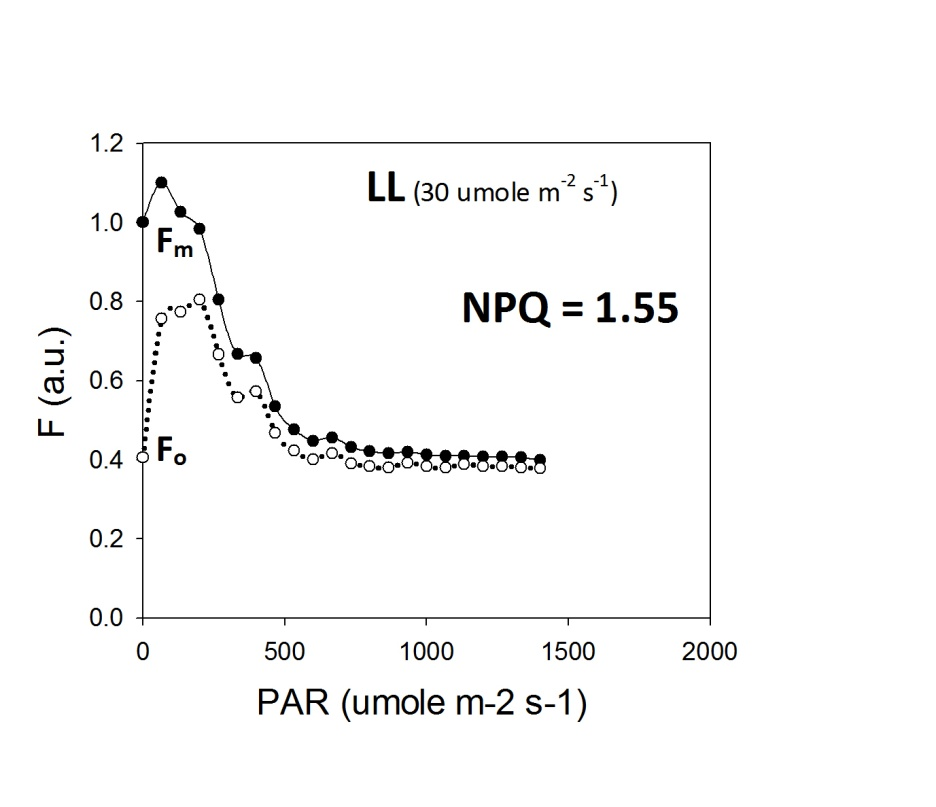 1.2
LL (30 umole m-2 s-1)
1.0
Fm
0.8
NPQ = 1.55
F (a.u.)
0.6
0.4
Fo
0.2
0.0
0 500 1000 1500 2000
PAR (umole m-2 s-1)